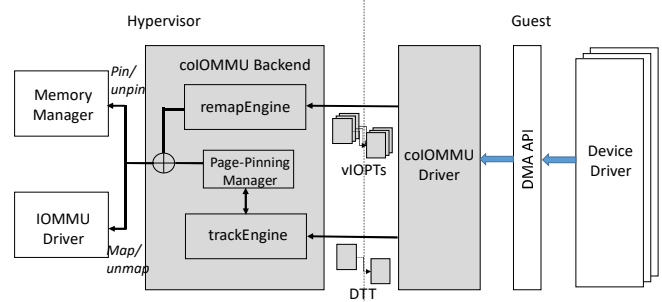 Hypervisor
Guest
coIOMMU Backend
Pin/
unpin
Memory
Manager
remapEngine
Page-Pinning
Manager
trackEngine
IOMMU
Driver
Map/
unmap
vIOPTs
DTT
coIOMMU
Driver
DMA API
Device
Driver